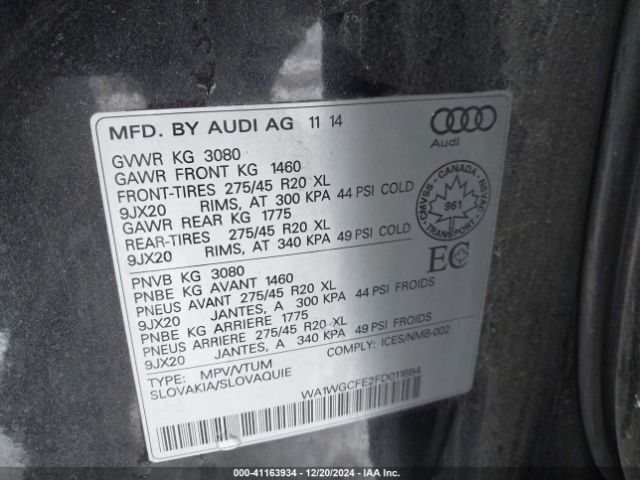 MFD. BY AUDI AG 11 14
Audi
GVWR KG 3080
GAWR FRONT KG 1460
FRONT-TIRES 275/45 R20 XL
9JX20 RIMS, AT 300 KPA 44 PSI COLD
GAWR REAR KG 1775
REAR-TIRES 275/45 R20 XL
9JX20 RIMS, AT 340 KPA 49 PSI COLD
CMVSS - CANADA - NSVAC
961
TRANSPORT
EC
PNVB KG 3080
PNBE KG AVANT 1460
PNEUS AVANT 275/45 R20 XL
9JX20 JANTES, A 300 KPA 44 PSI FROIDS
PNBE KG ARRIERE 1775
PNEUS ARRIERE 275/45 R20 XL
9JX20 JANTES, A 340 KPA 49 PSI FROIDS
TYPE: MPV/VTUM COMPLY: ICES/NMB-002
SLOVAKIA/SLOVAQUIE
WA1WGCFE2FD011684
000-41163934 - 12/20/2024 - IAA Inc.